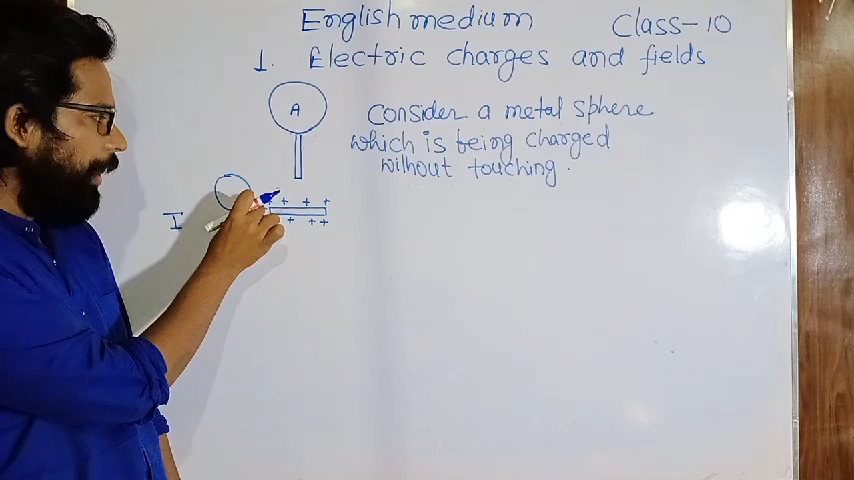 English medium Class-10
1. Electric charges and fields
A
Consider a metal sphere
which is being charged
without touching.
I
+ + +
+ + +